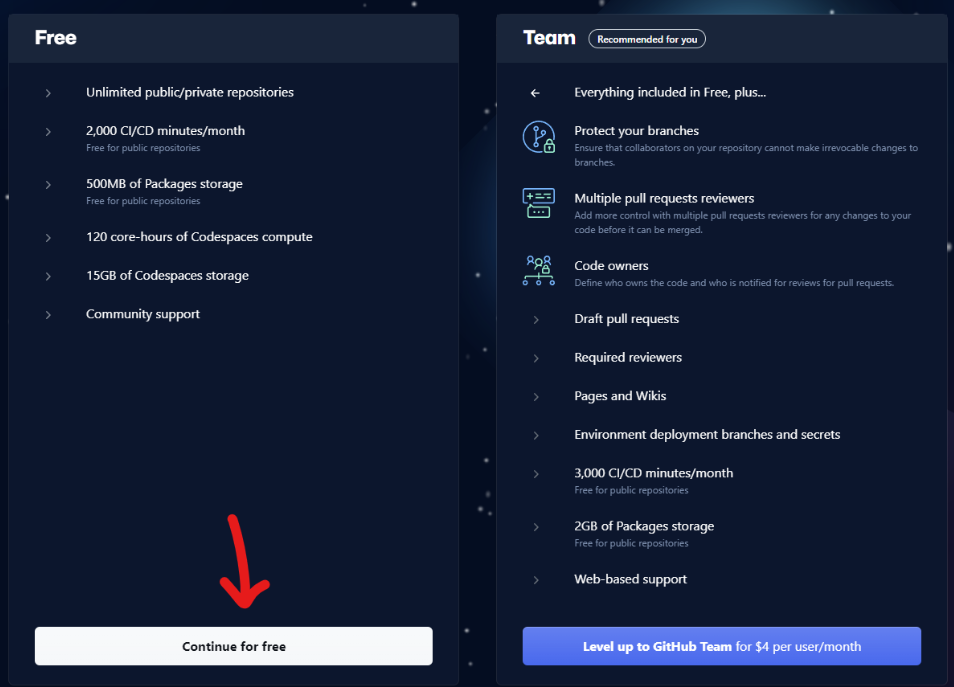 Free
Unlimited public/private repositories
2,000 CI/CD minutes/month
Free for public repositories
500MB of Packages storage
Free for public repositories
120 core-hours of Codespaces compute
15GB of Codespaces storage
Community support
Continue for free
Team
Recommended for you
Everything included in Free, plus...
Protect your branches
Ensure that collaborators on your repository cannot make irrevocable changes to
branches.
Multiple pull requests reviewers
Add more control with multiple pull requests reviewers for any changes to your
code before it can be merged.
Code owners
Define who owns the code and who is notified for reviews for pull requests.
Draft pull requests
Required reviewers
Pages and Wikis
Environment deployment branches and secrets
3,000 CI/CD minutes/month
Free for public repositories
2GB of Packages storage
Free for public repositories
Web-based support
Level up to GitHub Team for $4 per user/month